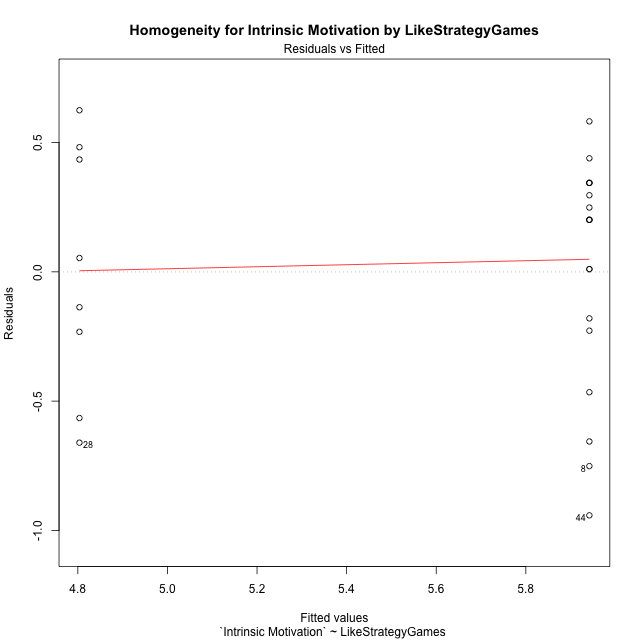 Homogeneity for Intrinsic Motivation by LikeStrategyGames
Residuals vs Fitted
Residuals
0.5
0.0
-0.5
-1.0
28
8
44
4.8 5.0 5.2 5.4 5.6 5.8
Fitted values
`Intrinsic Motivation` ~ LikeStrategyGames